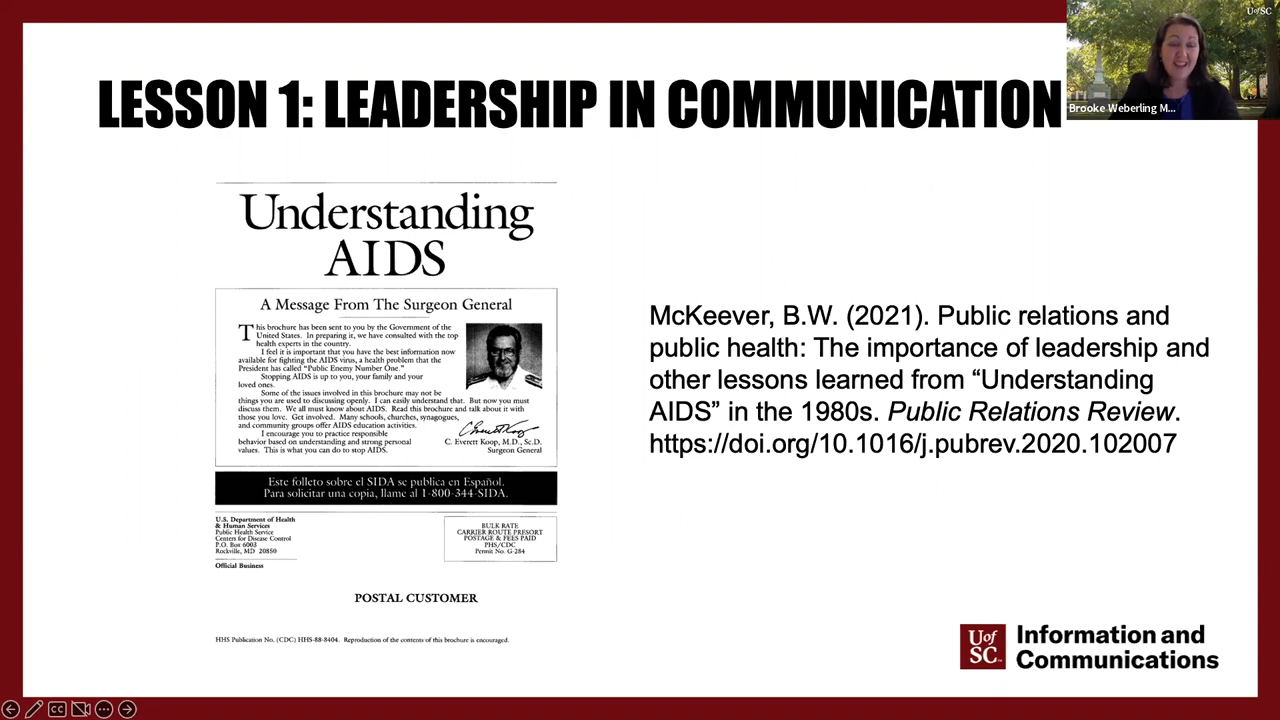 UofSC
Brooke Weberling M...
LESSON 1: LEADERSHIP IN COMMUNICATION
Understanding
AIDS
A Message From The Surgeon General
This brochure has been sent to you by the Government of the
United States. In preparing it, we have consulted with the top
health experts in the country.
I feel it is important that you have the best information now
available for fighting the AIDS virus, a health problem that the
President has called "Public Enemy Number One."
Stopping AIDS is up to you, your family and your
loved ones.
Some of the issues involved in this brochure may not be
things you are used to discussing openly. I can easily understand that. But now you must
discuss them. We all must know about AIDS. Read this brochure and talk about it with
those you love. Get involved. Many schools, churches, synagogues,
and community groups offer AIDS education activities.
I encourage you to practice responsible
behavior based on understanding and strong personal
values. This is what you can do to stop AIDS.
C. Everett Koop, M.D., Sc.D.
Surgeon General
Este folleto sobre el SIDA se publica en Español.
Para solicitar una copia, llame al 1-800-344-SIDA.
U.S. Department of Health
& Human Services
Public Health Service
Centers for Disease Control
P.O. Box 6003
Rockville, MD 20850
Official Business
BULK RATE
CARRIER ROUTE PRESORT
POSTAGE & FEES PAID
PHS/CDC
Permit No. G-284
POSTAL CUSTOMER
HHS Publication No. (CDC) HHS-88-8404. Reproduction of the contents of this brochure is encouraged.
McKeever, B.W. (2021). Public relations and
public health: The importance of leadership and
other lessons learned from “Understanding
AIDS” in the 1980s. Public Relations Review.
https://doi.org/10.1016/j.pubrev.2020.102007
UofSC
Information and
Communications
CC